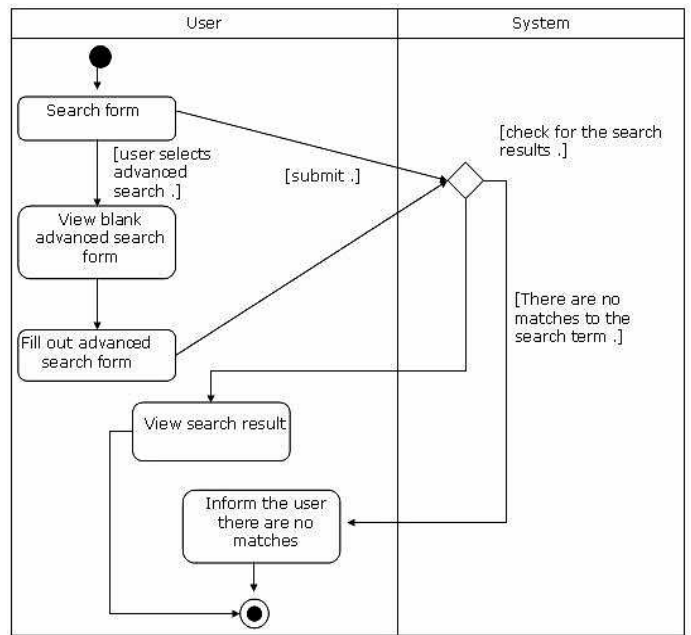 User
System
Search form
[user selects
advanced
search .]
[submit .]
[check for the search
results .]
View blank
advanced search
form
[There are no
matches to the
search term .]
Fill out advanced
search form
View search result
Inform the user
there are no
matches